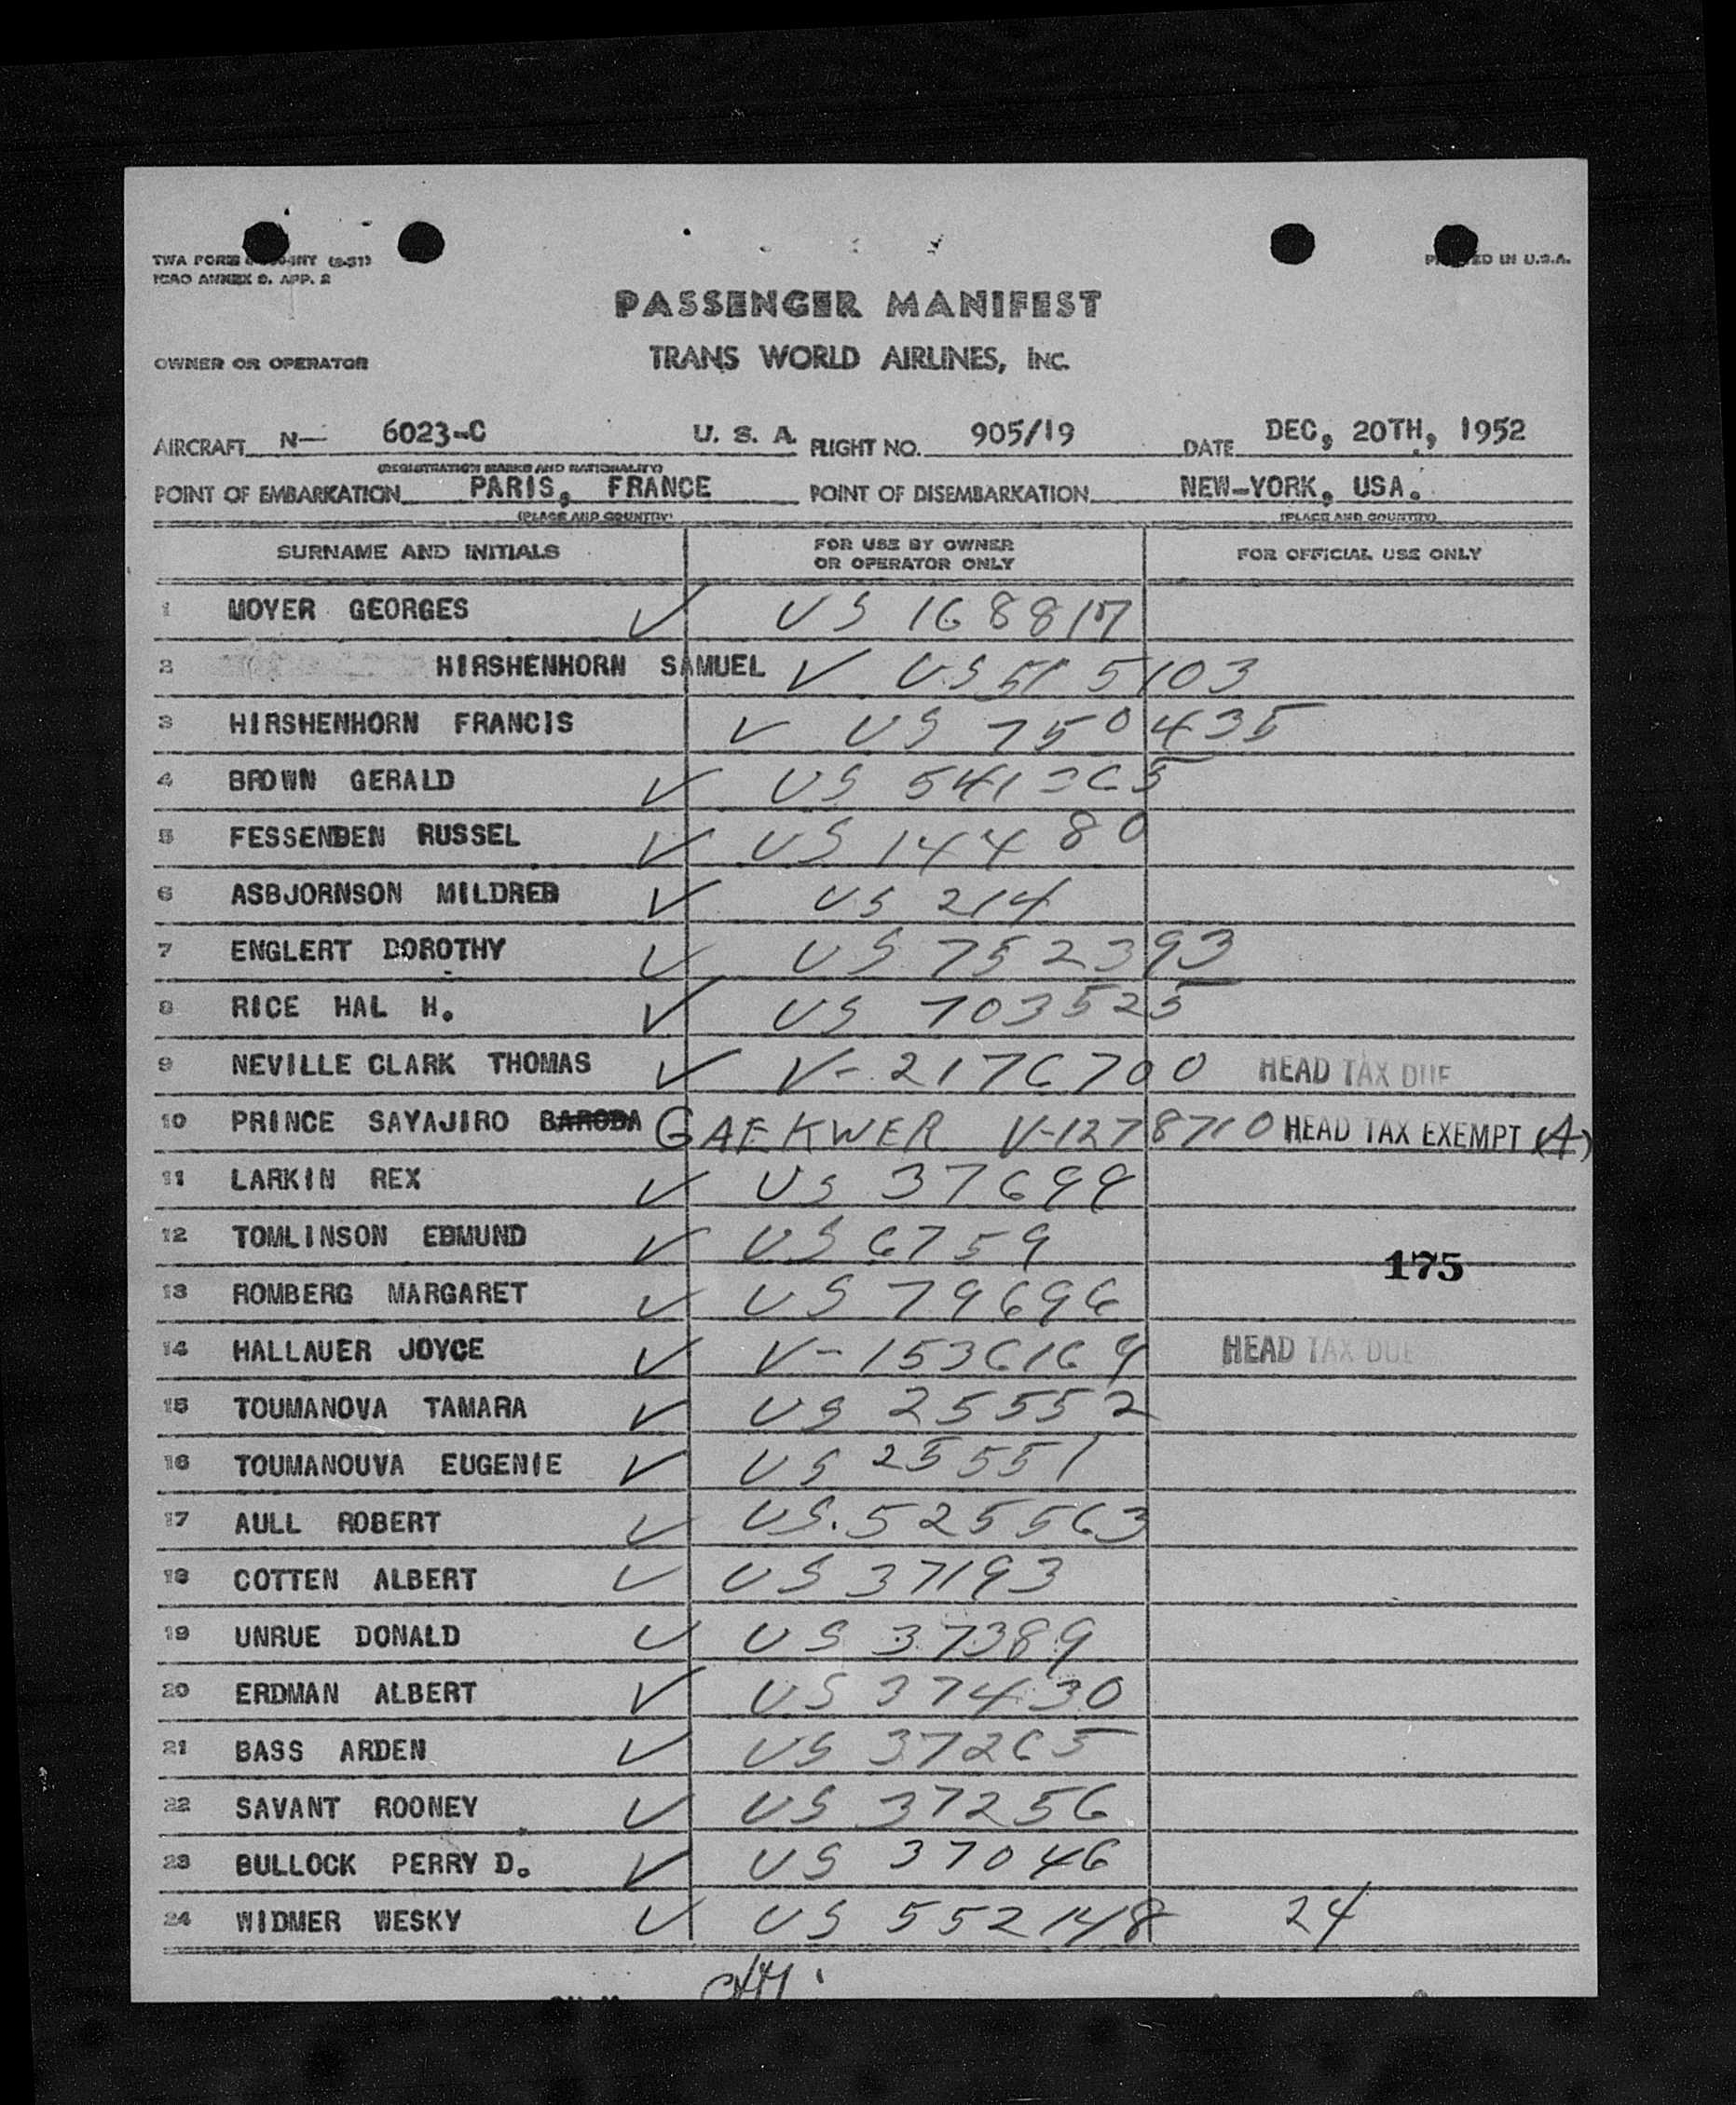 TWA FORM INT (2-51)
ICAO ANNEX 9. APP. 2
PRINTED IN U.S.A.
PASSENGER MANIFEST
OWNER OR OPERATOR TRANS WORLD AIRLINES, INC.
AIRCRAFT N— 6023-C U. S. A. FLIGHT NO. 905/19 DATE DEC, 20TH, 1952
(REGISTRATION MARKS AND NATIONALITY)
POINT OF EMBARKATION PARIS, FRANCE POINT OF DISEMBARKATION NEW-YORK, USA.
(PLACE AND COUNTRY) (PLACE AND COUNTRY)
SURNAME AND INITIALS FOR USE BY OWNER OR OPERATOR ONLY FOR OFFICIAL USE ONLY
1 MOYER GEORGES ✓ US 168817
2 HIRSHENHORN SAMUEL ✓ US 515103
3 HIRSHENHORN FRANCIS ✓ US 750435
4 BROWN GERALD ✓ US
5 FESSENDEN RUSSEL ✓ US 14480
6 ASBJORNSON MILDRED ✓ US 214
7 ENGLERT DOROTHY ✓ US 752393
8 RICE HAL H. ✓ US 703525
9 NEVILLE CLARK THOMAS ✓ V-2176700 HEAD TAX DUE
10 PRINCE SAYAJIRO BARODA GAEKWER V-1278710 HEAD TAX EXEMPT (A)
11 LARKIN REX ✓ US 37699
12 TOMLINSON EDMUND ✓ US 6759
175
13 ROMBERG MARGARET ✓ US 79696
14 HALLAUER JOYCE ✓ V-1536169 HEAD TAX DUE
15 TOUMANOVA TAMARA ✓ US 25552
16 TOUMANOUVA EUGENIE ✓ US 25551
17 AULL ROBERT ✓ US. 525563
18 COTTEN ALBERT ✓ US 37193
19 UNRUE DONALD ✓ US 37389
20 ERDMAN ALBERT ✓ US 37430
21 BASS ARDEN ✓ US 37265
22 SAVANT ROONEY ✓ US 37256
23 BULLOCK PERRY D. ✓ US 37046
24 WIDMER WESKY ✓ US 552148 24